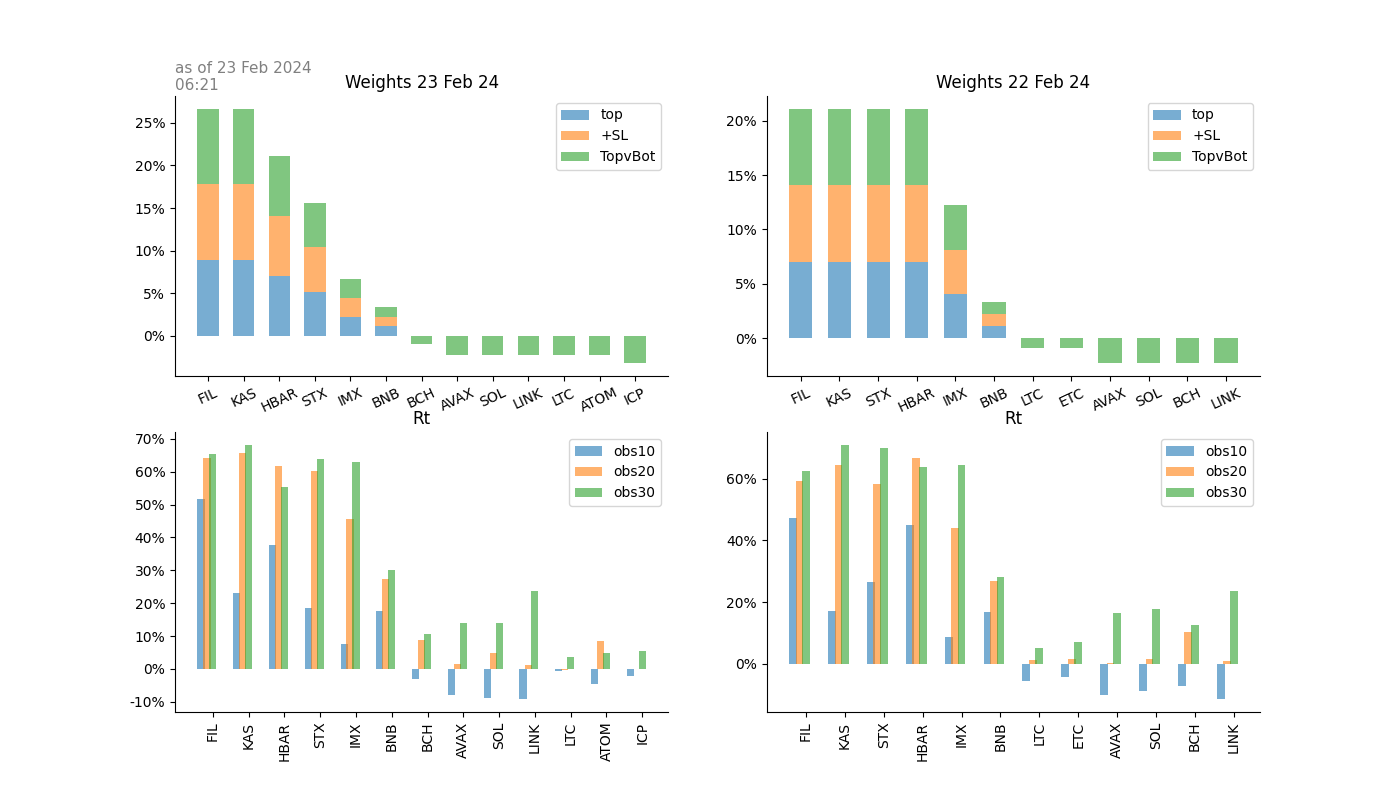 as of 23 Feb 2024
06:21
Weights 23 Feb 24
25%
20%
15%
10%
5%
0%
top
+SL
TopvBot
FIL KAS HBAR STX IMX BNB BCH AVAX SOL LINK LTC ATOM ICP
Weights 22 Feb 24
20%
15%
10%
5%
0%
top
+SL
TopvBot
FIL KAS STX HBAR IMX BNB LTC ETC AVAX SOL BCH LINK
Rt
70%
60%
50%
40%
30%
20%
10%
0%
-10%
obs10
obs20
obs30
FIL KAS HBAR STX IMX BNB BCH AVAX SOL LINK LTC ATOM ICP
Rt
60%
40%
20%
0%
obs10
obs20
obs30
FIL KAS STX HBAR IMX BNB LTC ETC AVAX SOL BCH LINK